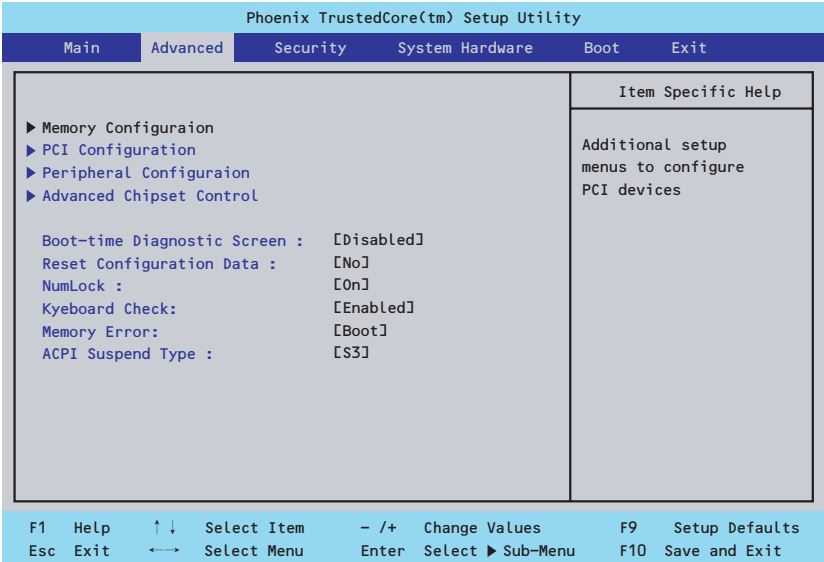 Phoenix TrustedCore(tm) Setup Utility
Main Advanced Security System Hardware Boot Exit
Item Specific Help
▶ Memory Configuraion
▶ PCI Configuration
▶ Peripheral Configuraion
▶ Advanced Chipset Control
Additional setup
menus to configure
PCI devices
Boot-time Diagnostic Screen : [Disabled]
Reset Configuration Data : [No]
NumLock : [On]
Kyeboard Check: [Enabled]
Memory Error: [Boot]
ACPI Suspend Type : [S3]
F1 Help ↑↓ Select Item - /+ Change Values F9 Setup Defaults
Esc Exit ←→ Select Menu Enter Select ▶ Sub-Menu F10 Save and Exit